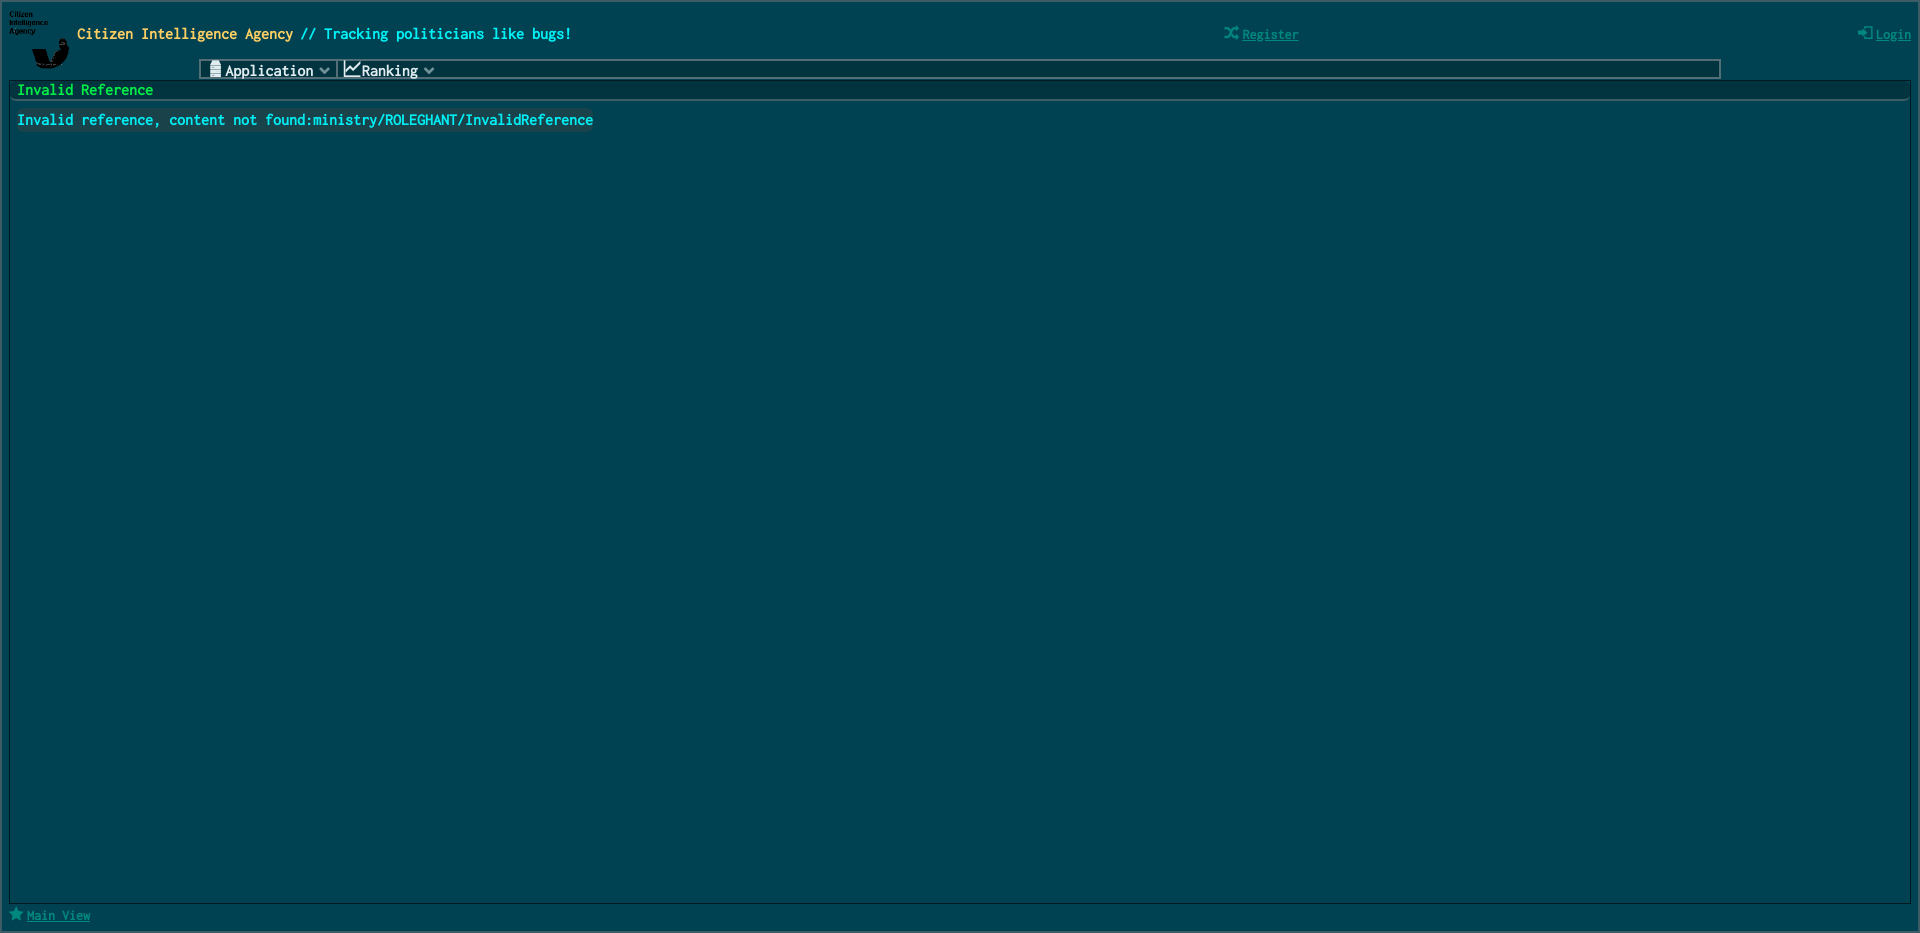 Citizen
Intelligence
Agency
Citizen Intelligence Agency // Tracking politicians like bugs!
Register
Login
Application
Ranking
Invalid Reference
Invalid reference, content not found:ministry/ROLEGHANT/InvalidReference
Main View